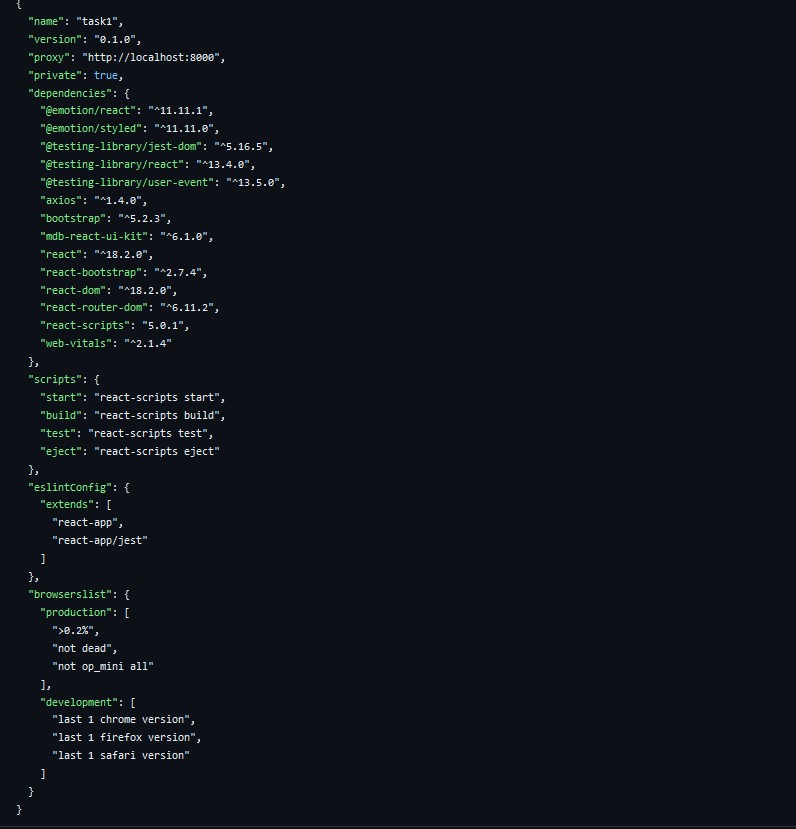 {
"name": "task1",
"version": "0.1.0",
"proxy": "http://localhost:8000",
"private": true,
"dependencies": {
"@emotion/react": "^11.11.1",
"@emotion/styled": "^11.11.0",
"@testing-library/jest-dom": "^5.16.5",
"@testing-library/react": "^13.4.0",
"@testing-library/user-event": "^13.5.0",
"axios": "^1.4.0",
"bootstrap": "^5.2.3",
"mdb-react-ui-kit": "^6.1.0",
"react": "^18.2.0",
"react-bootstrap": "^2.7.4",
"react-dom": "^18.2.0",
"react-router-dom": "^6.11.2",
"react-scripts": "5.0.1",
"web-vitals": "^2.1.4"
},
"scripts": {
"start": "react-scripts start",
"build": "react-scripts build",
"test": "react-scripts test",
"eject": "react-scripts eject"
},
"eslintConfig": {
"extends": [
"react-app",
"react-app/jest"
]
},
"browserslist": {
"production": [
">0.2%",
"not dead",
"not op_mini all"
],
"development": [
"last 1 chrome version",
"last 1 firefox version",
"last 1 safari version"
]
}
}